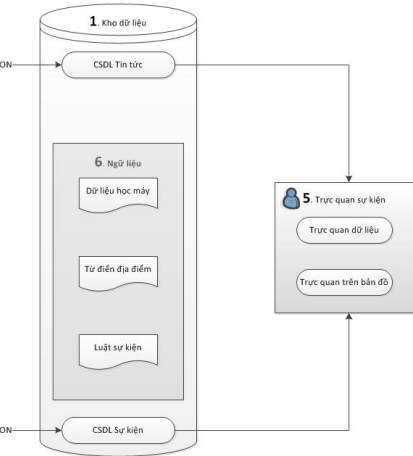 1. Kho dữ liệu
ON
CSDL Tin tức
6. Ngữ liệu
Dữ liệu học máy
5. Trực quan sự kiện
Trực quan dữ liệu
Từ điển địa điểm
Trực quan trên bản đồ
Luật sự kiện
ON
CSDL Sự kiện